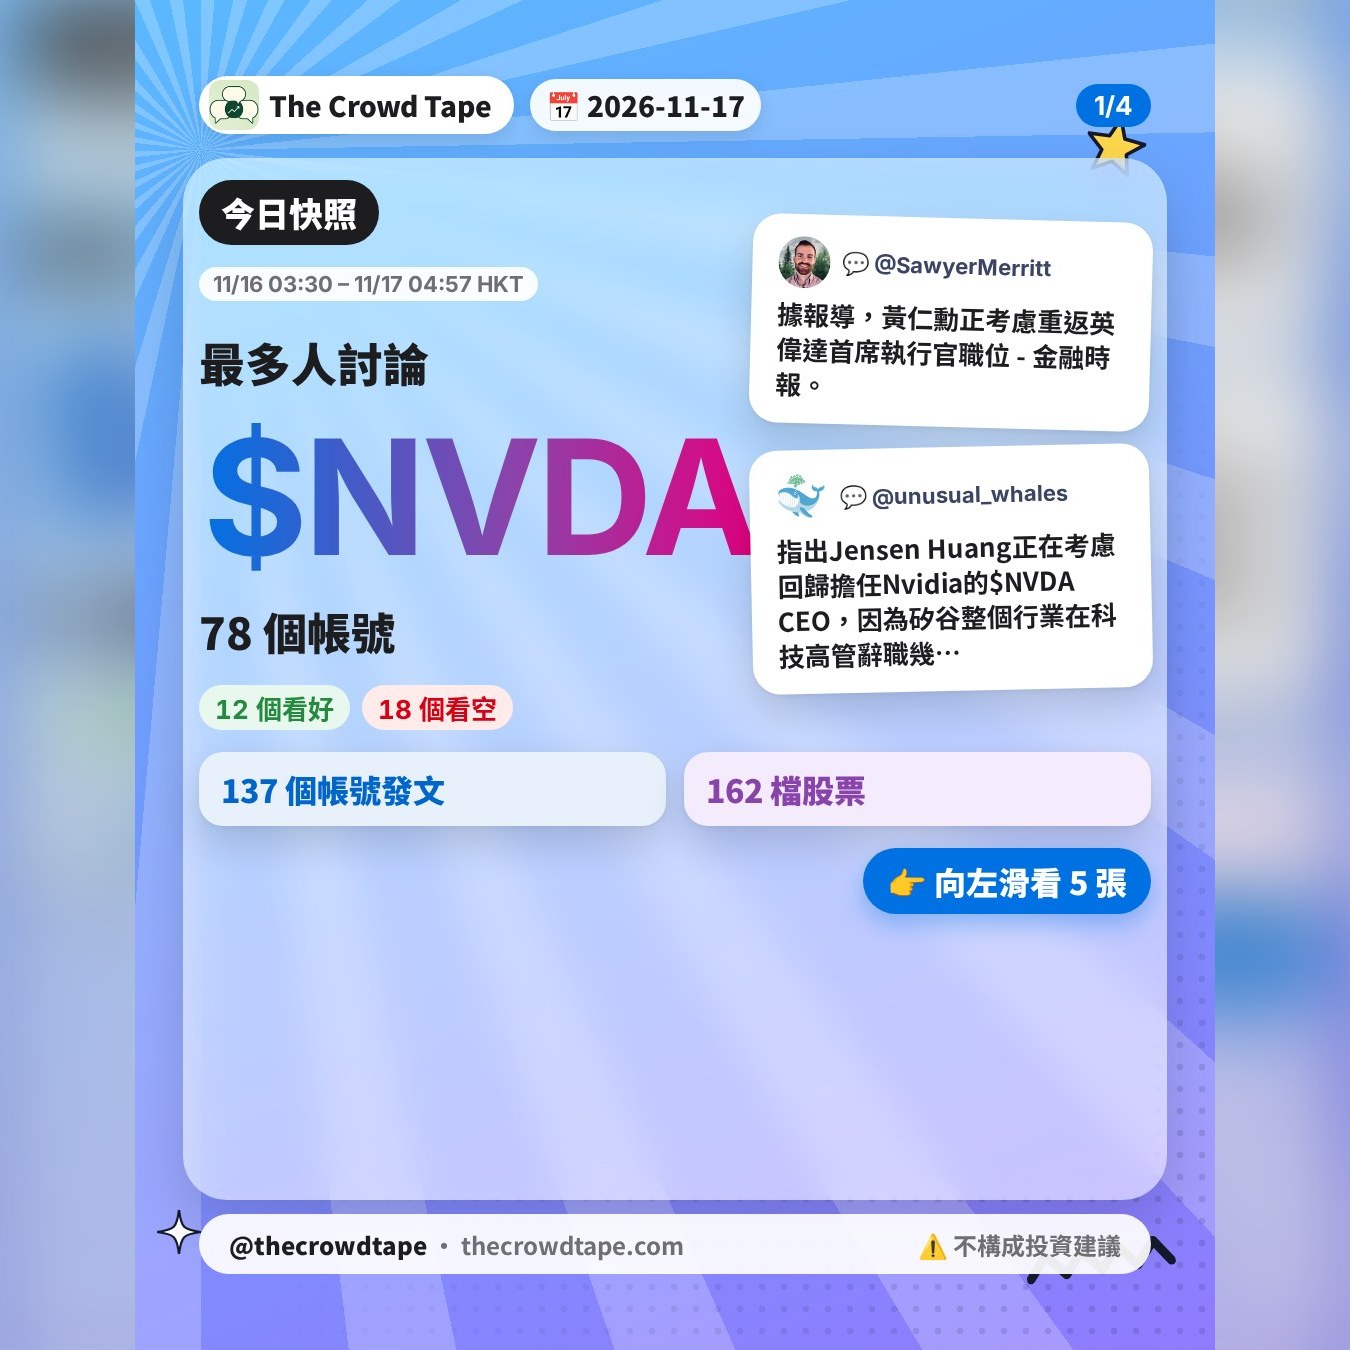 The Crowd Tape
July 17 2026-11-17
1/4
今日快照
11/16 03:30 – 11/17 04:57 HKT
最多人討論
$NVDA
78 個帳號
12 個看好 18 個看空
@SawyerMerritt
據報導，黃仁勳正考慮重返英
偉達首席執行官職位 - 金融時
報。
@unusual_whales
指出Jensen Huang正在考慮
回歸擔任Nvidia的$NVDA
CEO，因為矽谷整個行業在科
技高管辭職幾…
137 個帳號發文
162 檔股票
向左滑看 5 張
@thecrowdtape • thecrowdtape.com
不構成投資建議